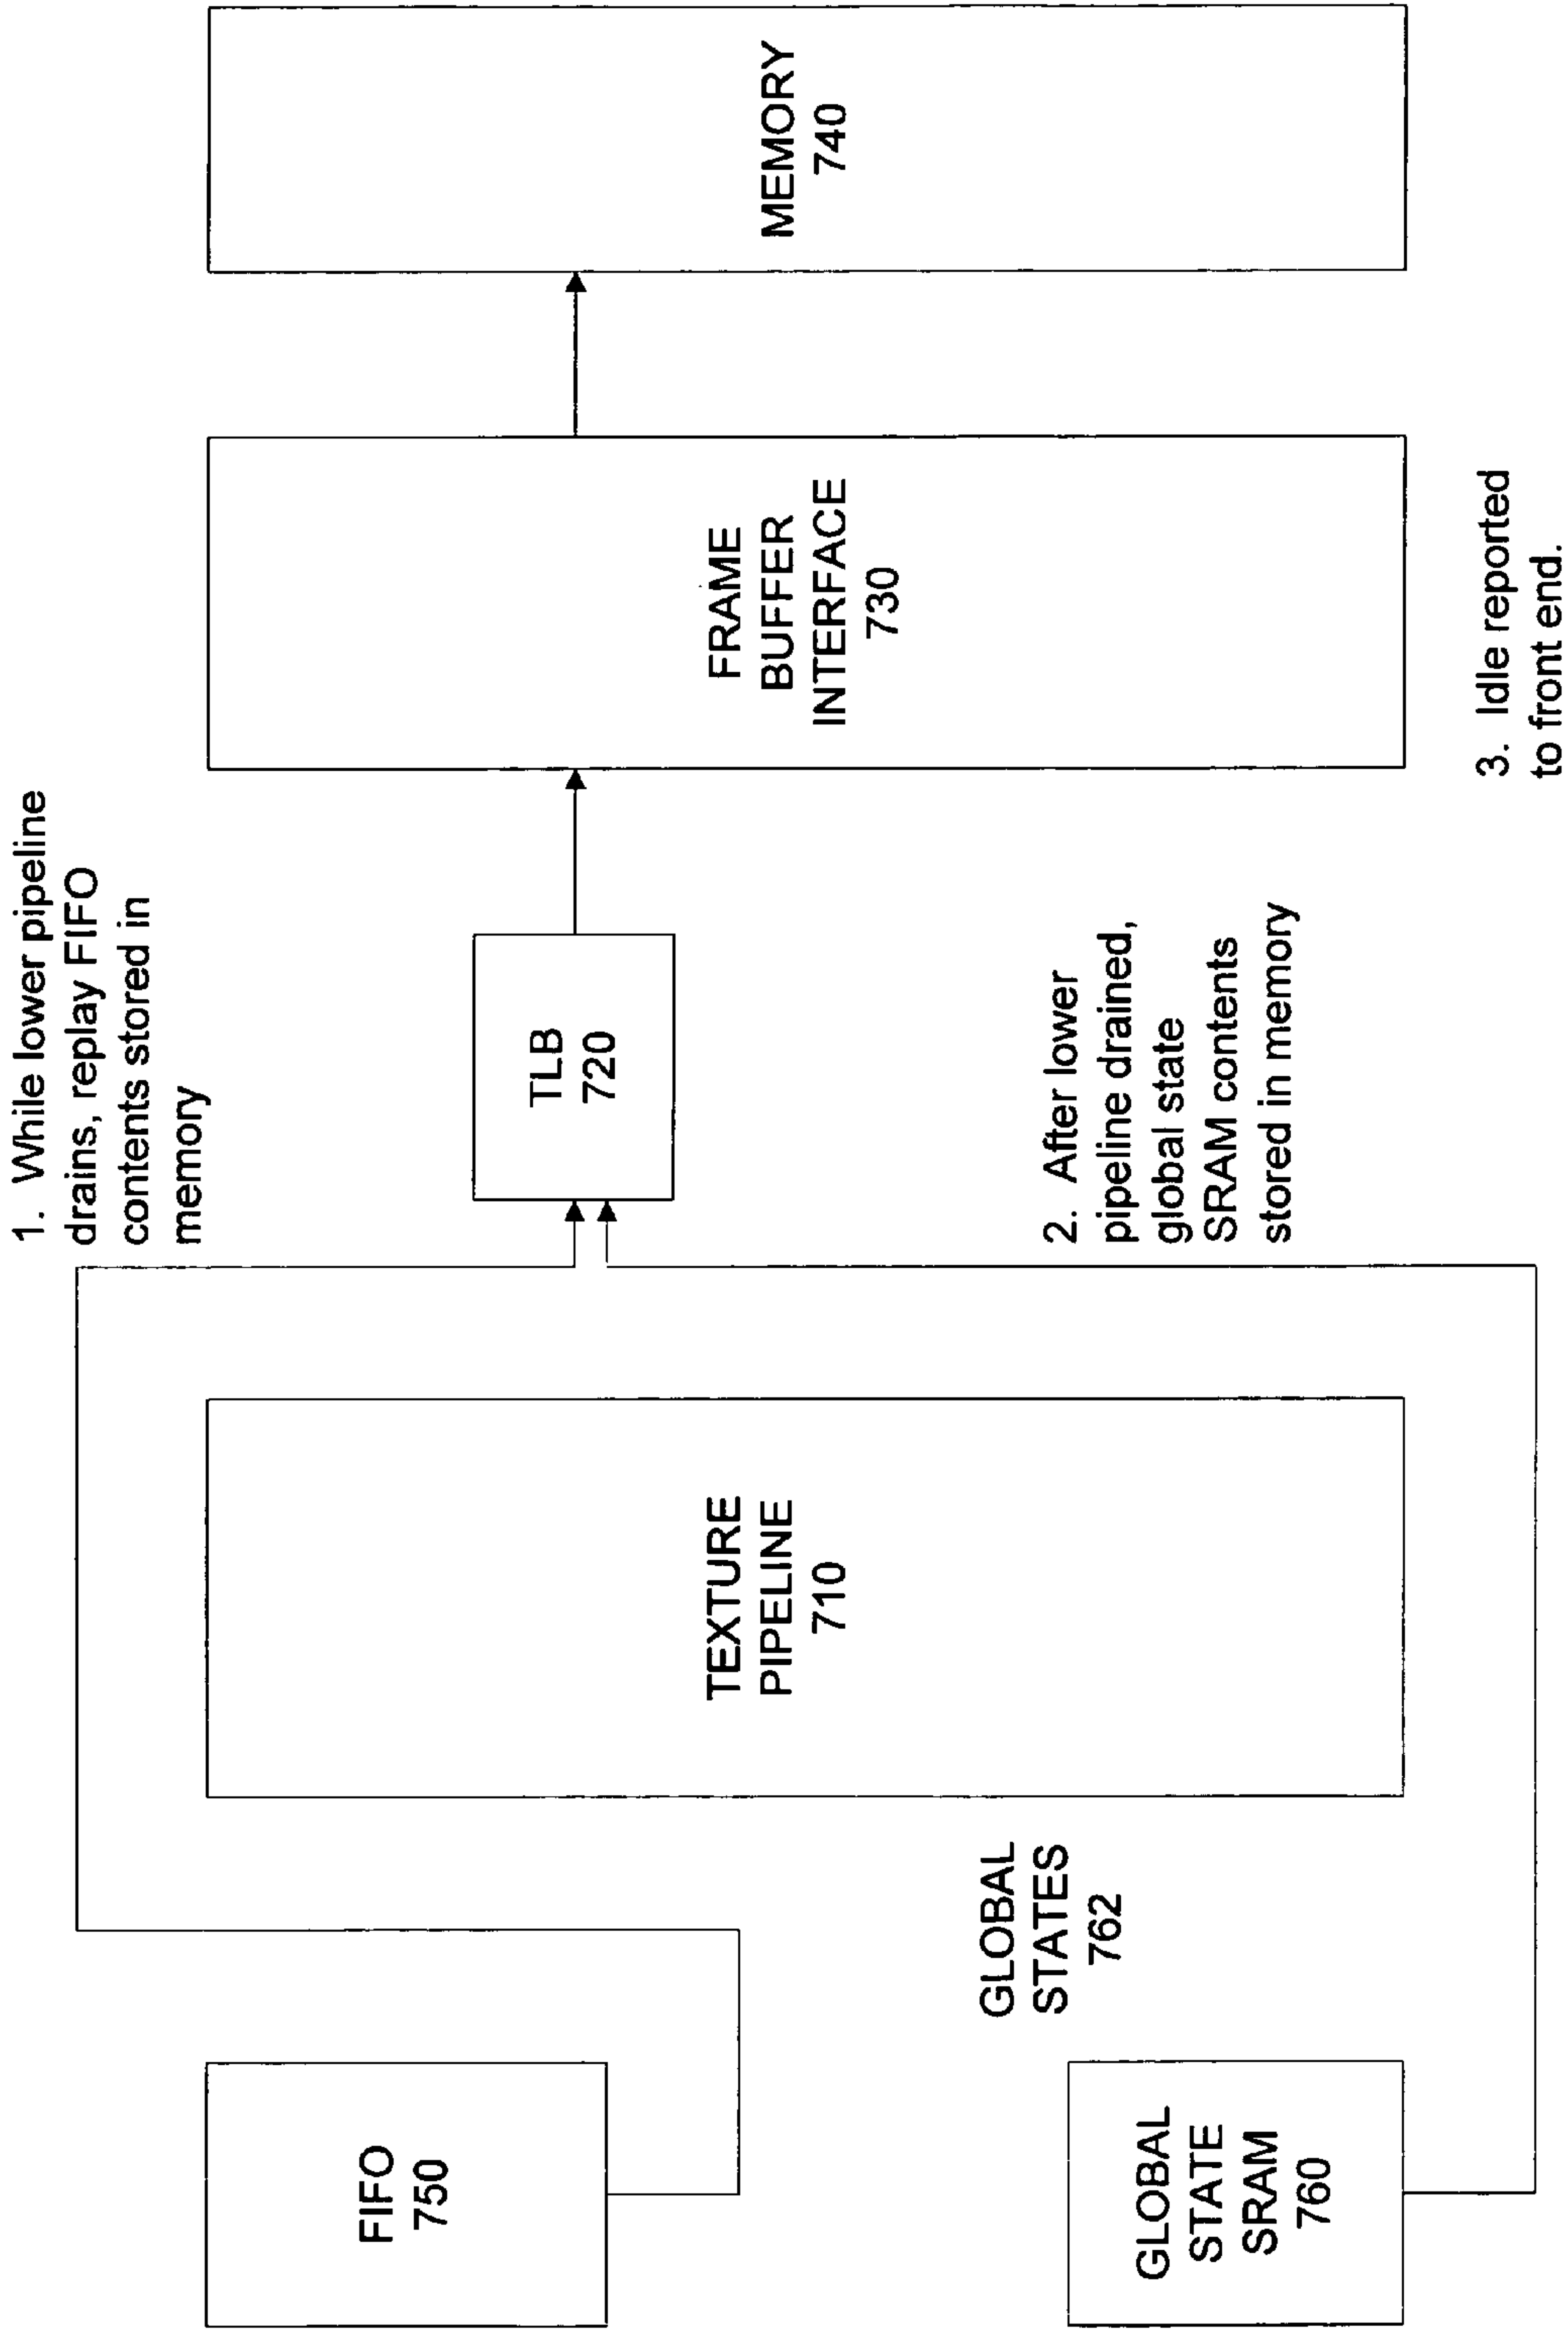 1. While lower pipeline
drains, replay FIFO
contents stored in
memory
FIFO
750
TEXTURE
PIPELINE
710
TLB
720
FRAME
BUFFER
INTERFACE
730
MEMORY
740
GLOBAL
STATES
762
2. After lower
pipeline drained,
global state
SRAM contents
stored in memory
GLOBAL
STATE
SRAM
760
3. Idle reported
to front end.